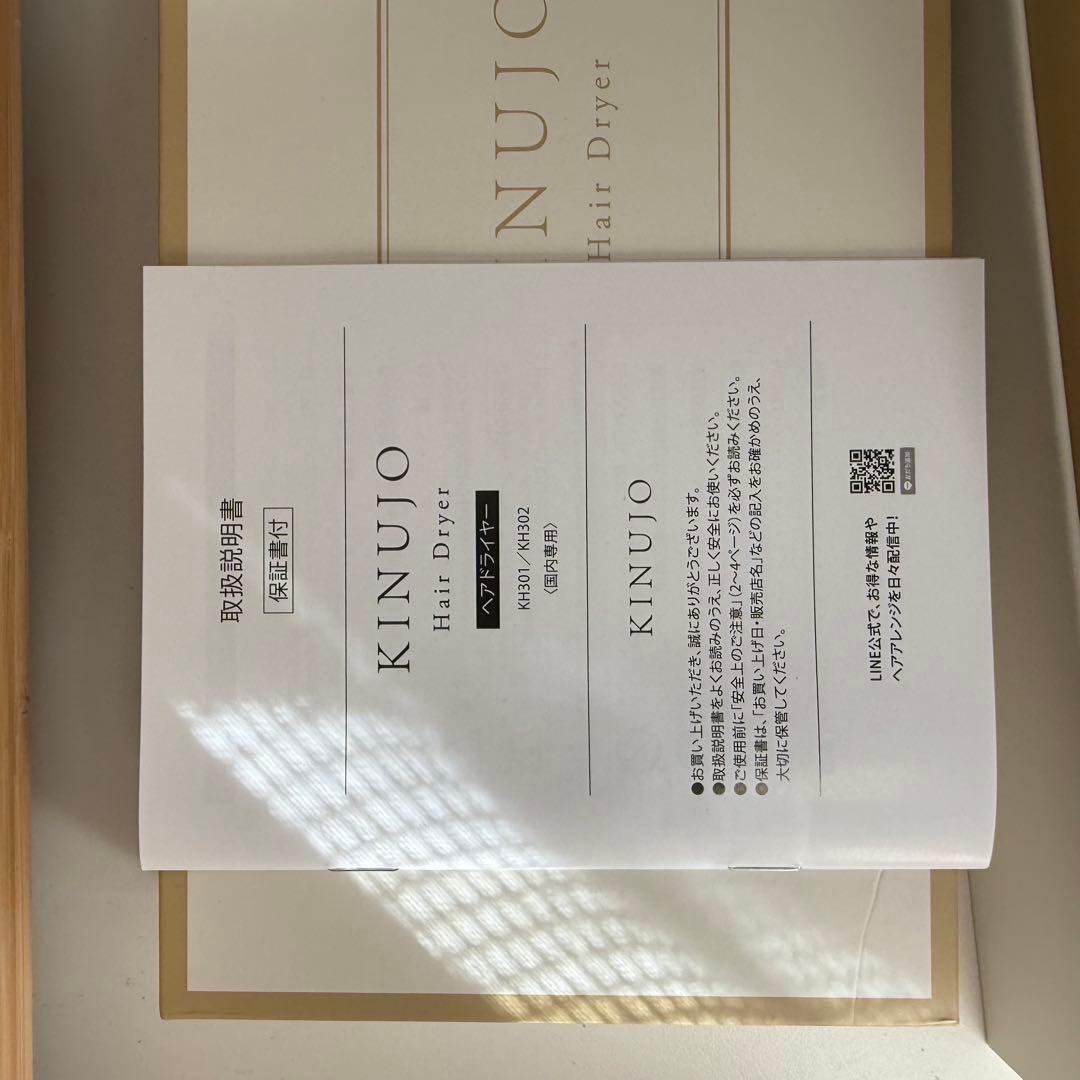 KINUJO
Hair Dryer
取扱説明書
保証書付
KINUJO
Hair Dryer
ヘアドライヤー
KH301／KH302
〈国内専用〉
KINUJO
●お買い上げいただき、誠にありがとうございます。
●取扱説明書をよくお読みのうえ、正しく安全にお使いください。
●ご使用前に「安全上のご注意」（2〜4ページ）を必ずお読みください。
●保証書は、「お買い上げ日・販売店名」などの記入をお確かめのうえ、
大切に保管してください。
LINE公式で、お得な情報や
ヘアアレンジを日々配信中！
友だち追加